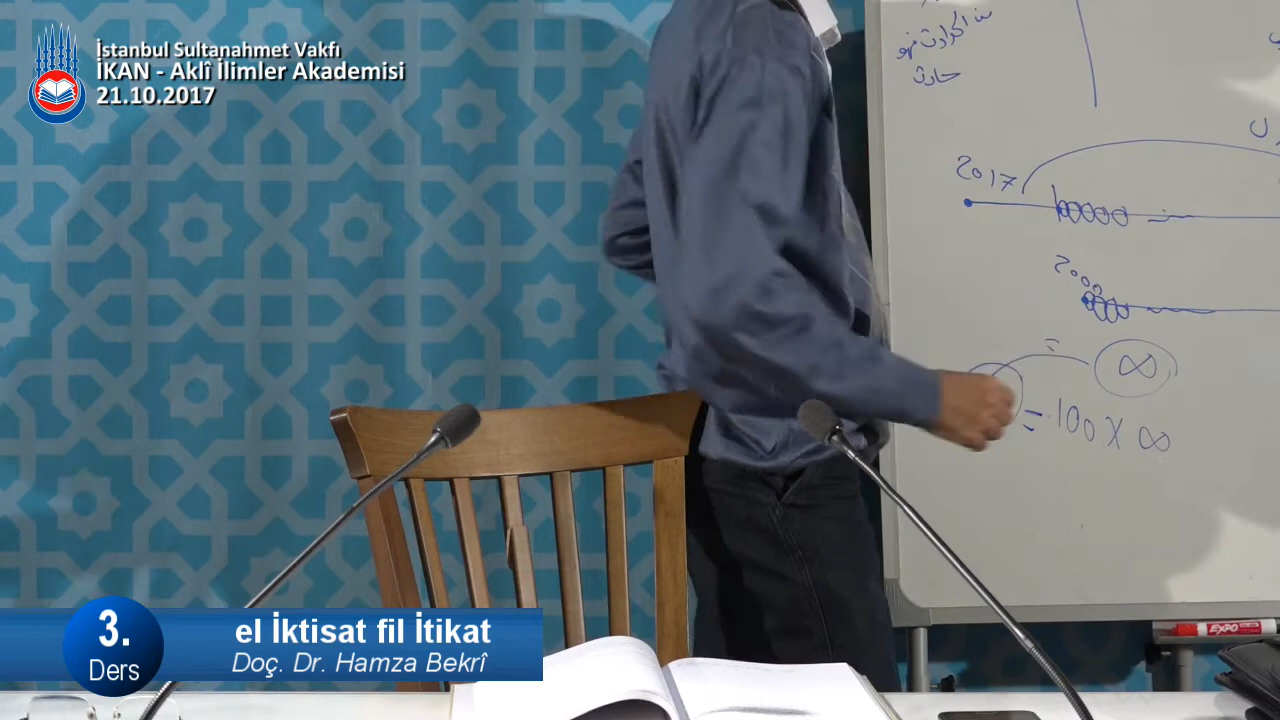 İstanbul Sultanahmet Vakfı
İKAN - Aklî İlimler Akademisi
21.10.2017
حادث
2017
2000
= ∞
= 100 X ∞
EXPO
3.
Ders
el İktisat fil İtikat
Doç. Dr. Hamza Bekrî